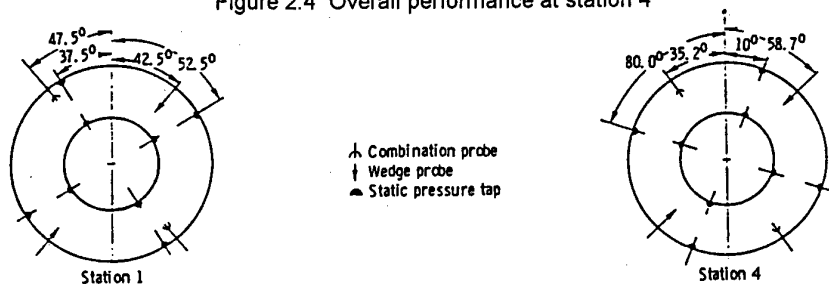 Figure 2.4 Overall performance at station 4
47.5°
37.5°
42.5°
52.5°
Combination probe
Wedge probe
Static pressure tap
Station 1
80.0°
35.2°
10°
58.7°
Station 4